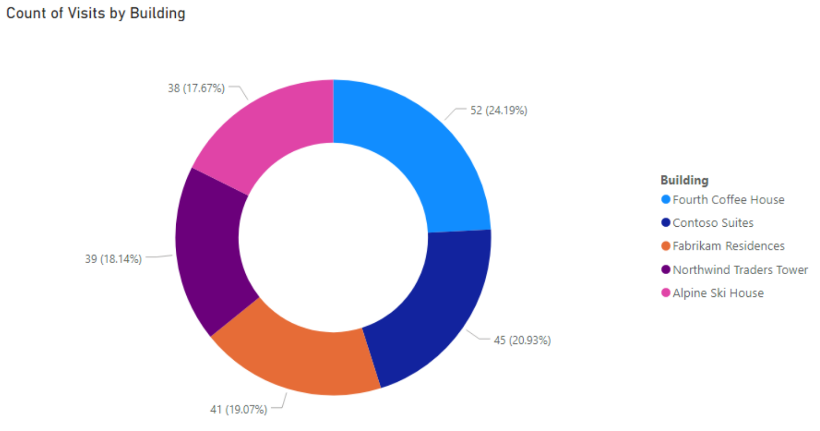 Count of Visits by Building
38 (17.67%)
52 (24.19%)
39 (18.14%)
45 (20.93%)
41 (19.07%)
Building
Fourth Coffee House
Contoso Suites
Fabrikam Residences
Northwind Traders Tower
Alpine Ski House